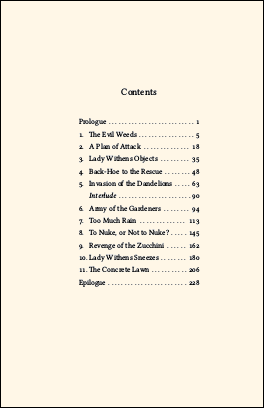 Contents
Prologue . . . . . . . . . . . . . . . . . . . . . . . . . . 1
1. The Evil Weeds . . . . . . . . . . . . . . . . . 5
2. A Plan of Attack . . . . . . . . . . . . . . 18
3. Lady Withens Objects . . . . . . . . . 35
4. Back-Hoe to the Rescue . . . . . . . . 48
5. Invasion of the Dandelions . . . . . 63
Interlude . . . . . . . . . . . . . . . . . . . . . . 90
6. Army of the Gardeners . . . . . . . . 94
7. Too Much Rain . . . . . . . . . . . . . . 113
8. To Nuke, or Not to Nuke? . . . . . 145
9. Revenge of the Zucchini . . . . . . 162
10. Lady Withens Sneezes . . . . . . . . 180
11. The Concrete Lawn . . . . . . . . . . . 206
Epilogue . . . . . . . . . . . . . . . . . . . . . . . . 228